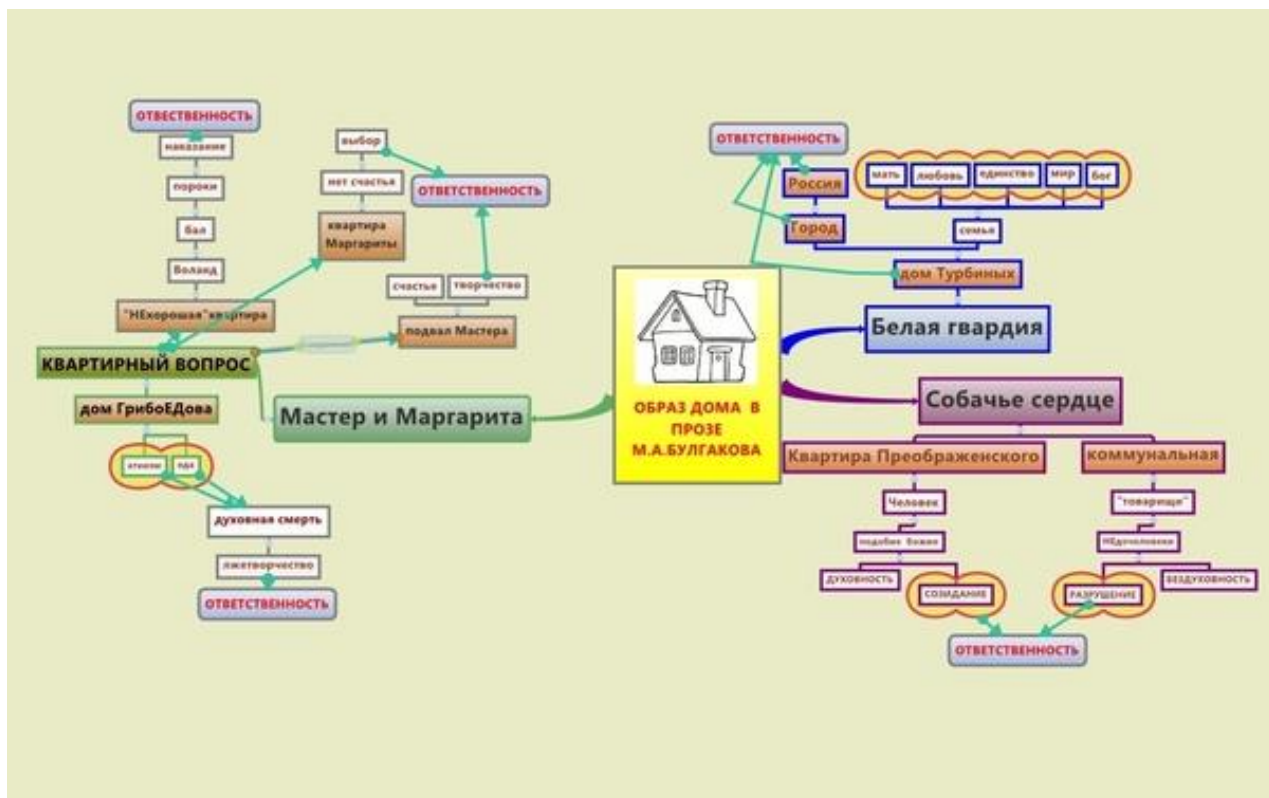 ОТВЕСТВЕННОСТЬ
наказание
пороки
бал
Воланд
"НЕхорошая"квартира
выбор
нет счастья
квартира
Маргариты
ОТВЕТСТВЕННОСТЬ
счастье
творчество
подвал Мастера
КВАРТИРНЫЙ ВОПРОС
дом ГрибоЕДова
атеизм
еда
духовная смерть
лжетворчество
ОТВЕТСТВЕННОСТЬ
Мастер и Маргарита
ОБРАЗ ДОМА В
ПРОЗЕ
М.А.БУЛГАКОВА
ОТВЕТСТВЕННОСТЬ
Россия
Город
мать
любовь
единство
мир
бог
семья
дом Турбиных
Белая гвардия
Собачье сердце
Квартира Преображенского
Человек
подобие божие
ДУХОВНОСТЬ
СОЗИДАНИЕ
коммунальная
"товарищи"
НЕдочеловеки
РАЗРУШЕНИЕ
БЕЗДУХОВНОСТЬ
ОТВЕТСТВЕННОСТЬ